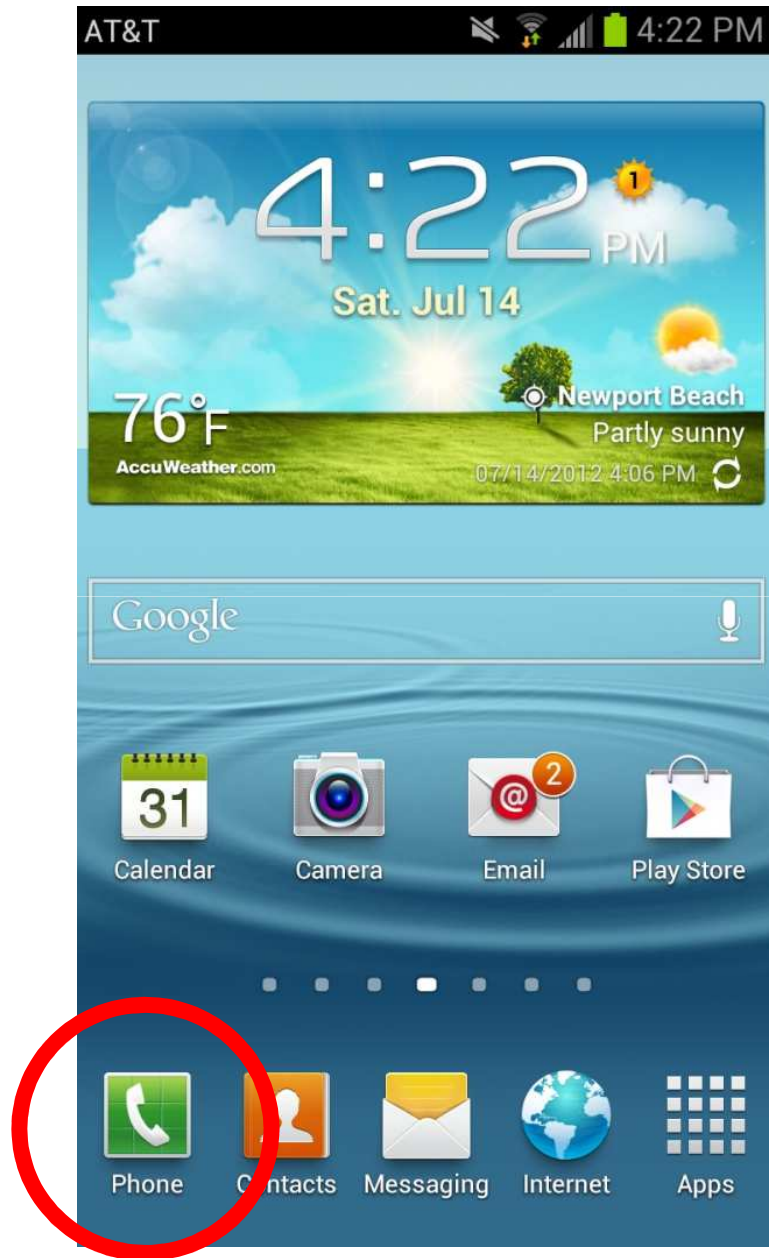 AT&T 4:22 PM
4:22 PM
1
Sat. Jul 14
76°F
Newport Beach
Partly sunny
AccuWeather.com
07/14/2012 4:06 PM
Google
31
@ 2
Calendar Camera Email Play Store
Phone Contacts Messaging Internet Apps